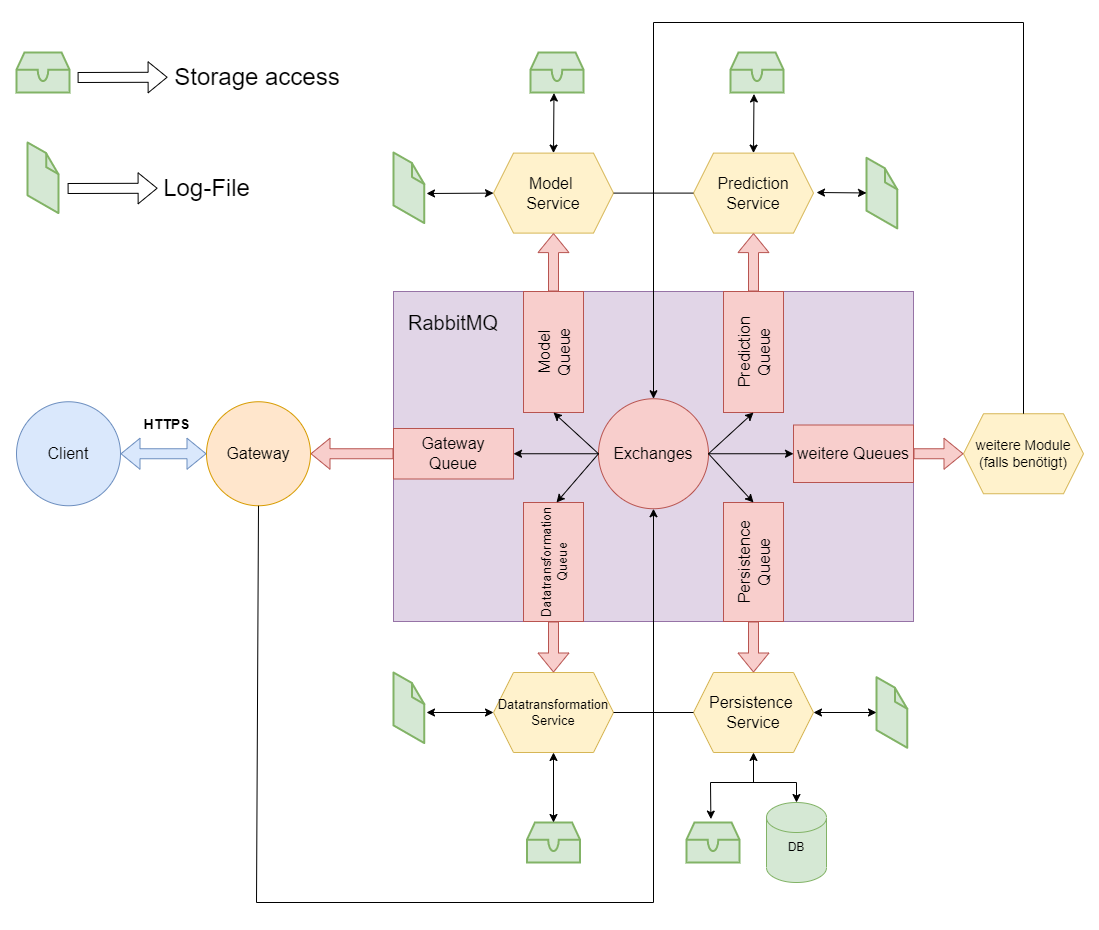 Storage access
Log-File
Model
Service
Prediction
Service
RabbitMQ
Model
Queue
Prediction
Queue
Client
HTTPS
Gateway
Gateway
Queue
Exchanges
weitere Queues
weitere Module
(falls benötigt)
Datatransformation
Queue
Persistence
Queue
Datatransformation
Service
Persistence
Service
DB